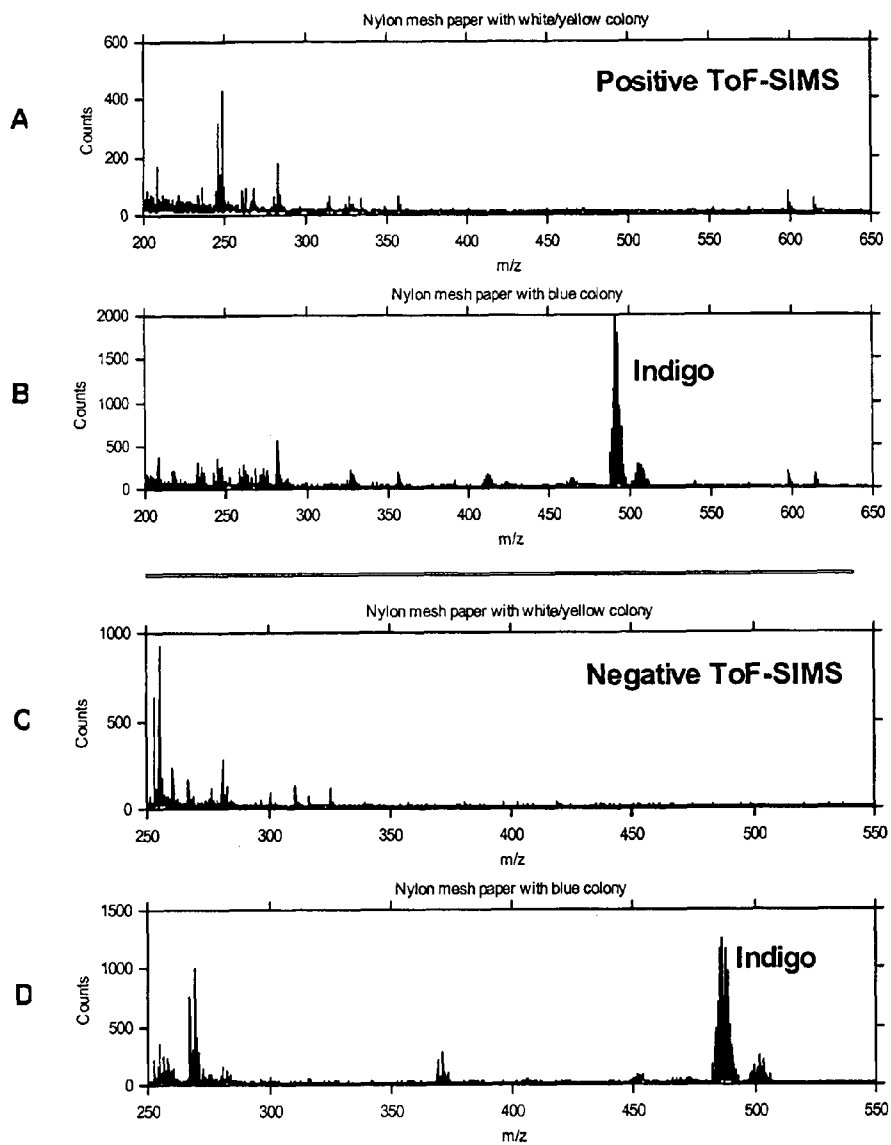 Nylon mesh paper with white/yellow colony
A
Counts
600
400
200
0
Positive ToF-SIMS
200 250 300 350 400 450 500 550 600 650
m/z
Nylon mesh paper with blue colony
B
Counts
2000
1500
1000
500
0
Indigo
200 250 300 350 400 450 500 550 600 650
m/z
Nylon mesh paper with white/yellow colony
C
Counts
1000
500
0
Negative ToF-SIMS
250 300 350 400 450 500 550
m/z
Nylon mesh paper with blue colony
D
Counts
1500
1000
500
0
Indigo
250 300 350 400 450 500 550
m/z